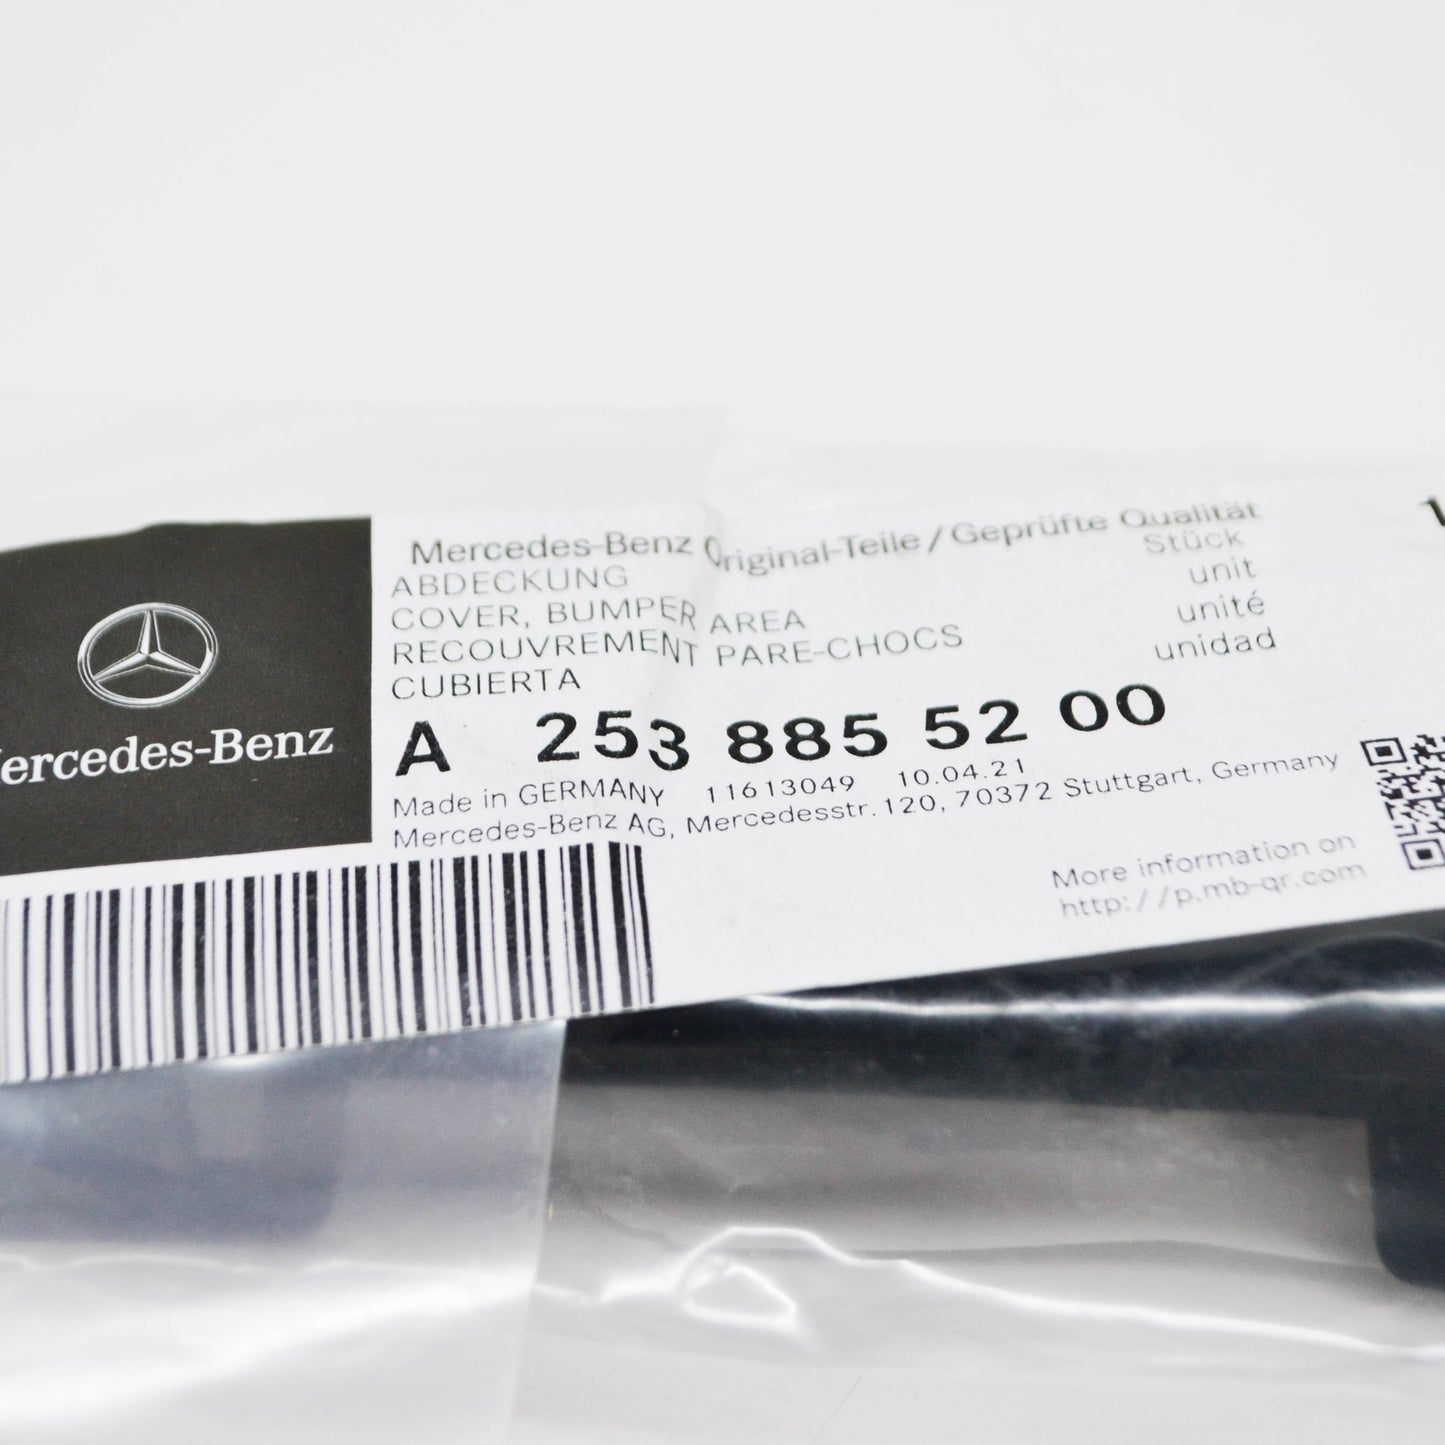 Mercedes-Benz
Mercedes-Benz Original-Teile / Geprüfte Qualität
ABDECKUNG
Stück
COVER, BUMPER AREA
unit
RECOUVREMENT PARE-CHOCS
unité
CUBIERTA
unidad
A 253 885 52 00
Made in GERMANY 11613049 10.04.21
Mercedes-Benz AG, Mercedesstr. 120, 70372 Stuttgart, Germany
More information on
http://p.mb-qr.com